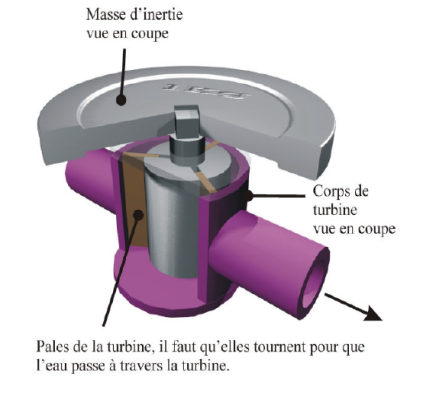 Masse d'inertie
vue en coupe
Corps de
turbine
vue en coupe
Pales de la turbine, il faut qu'elles tournent pour que
l'eau passe à travers la turbine.